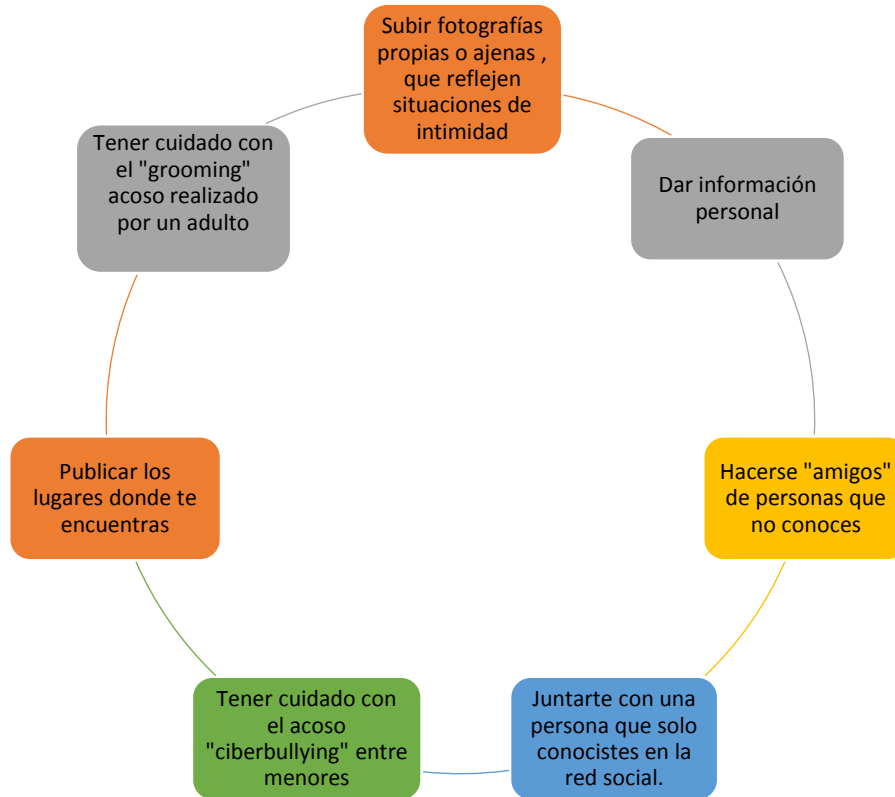 Subir fotografías
propias o ajenas ,
que reflejen
situaciones de
intimidad
Dar información
personal
Hacerse "amigos"
de personas que
no conoces
Juntarte con una
persona que solo
conocistes en la
red social.
Tener cuidado con
el acoso
"ciberbullying" entre
menores
Publicar los
lugares donde te
encuentras
Tener cuidado con
el "grooming"
acoso realizado
por un adulto